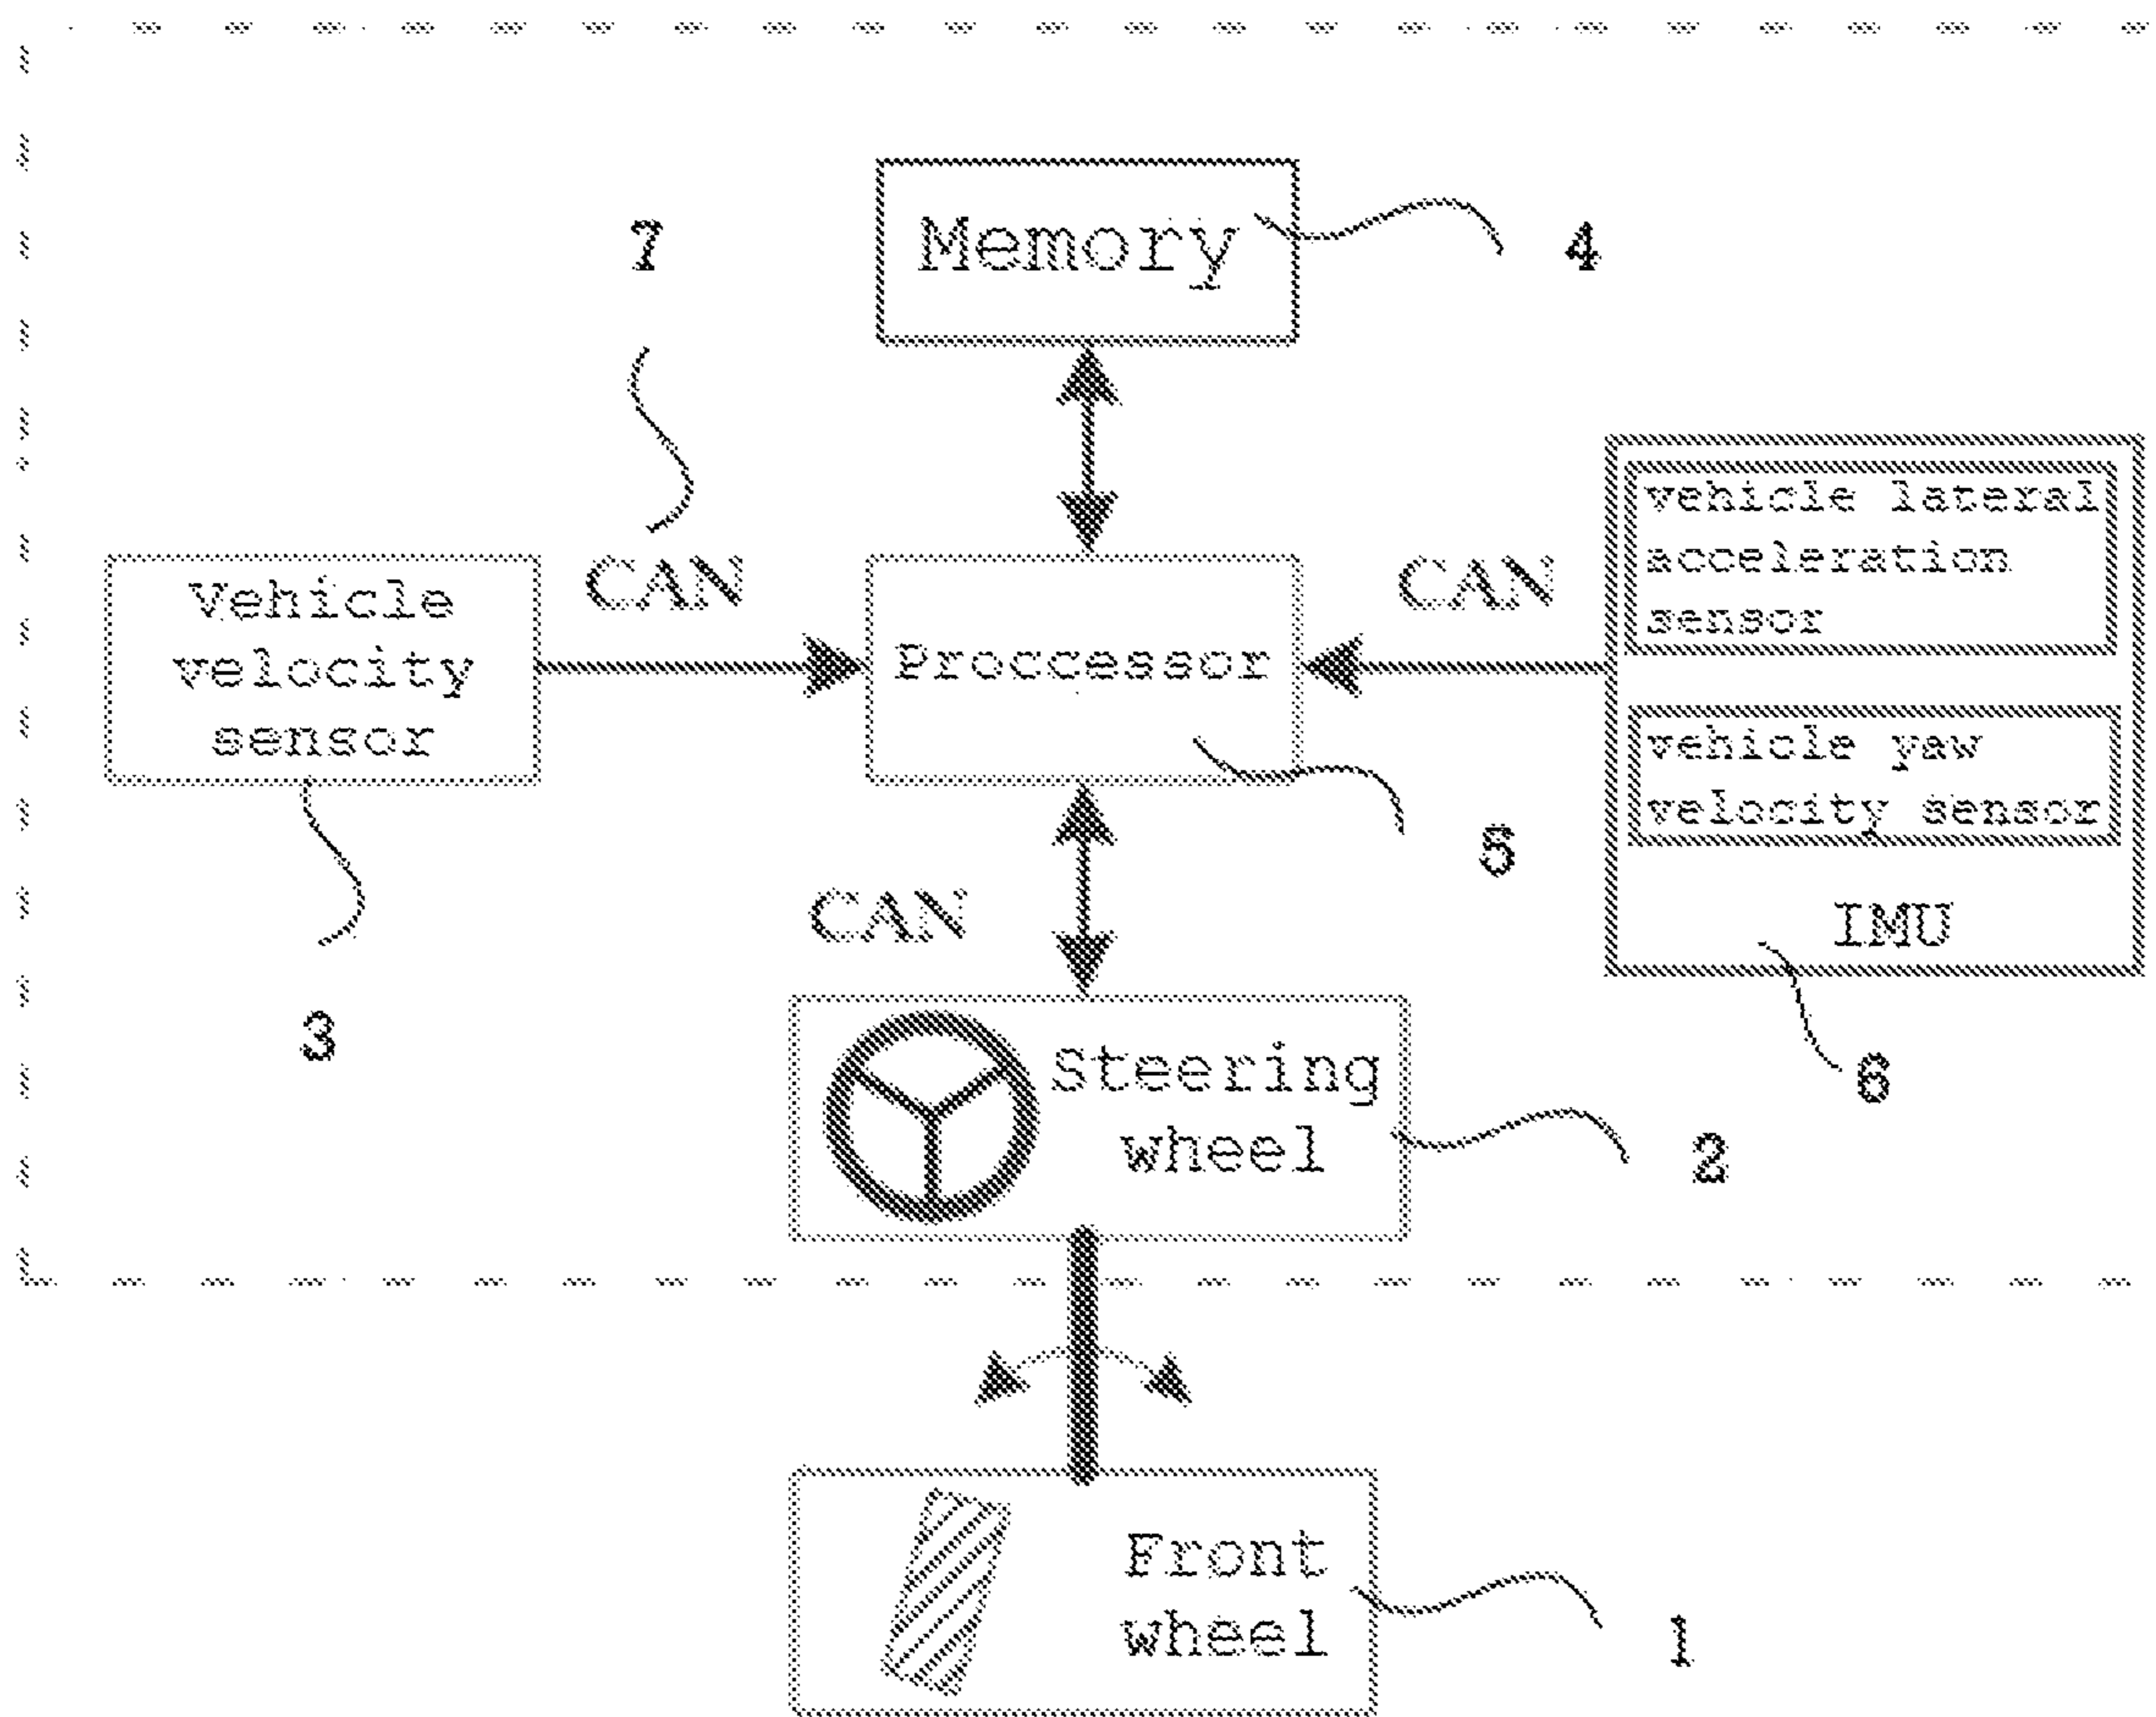 7
Memory
4
Vehicle
velocity
sensor
CAN
Proccessor
CAN
vehicle lateral
acceleration
sensor
vehicle yaw
velocity sensor
IMU
5
CAN
3
6
Steering
wheel
2
Front
wheel
1